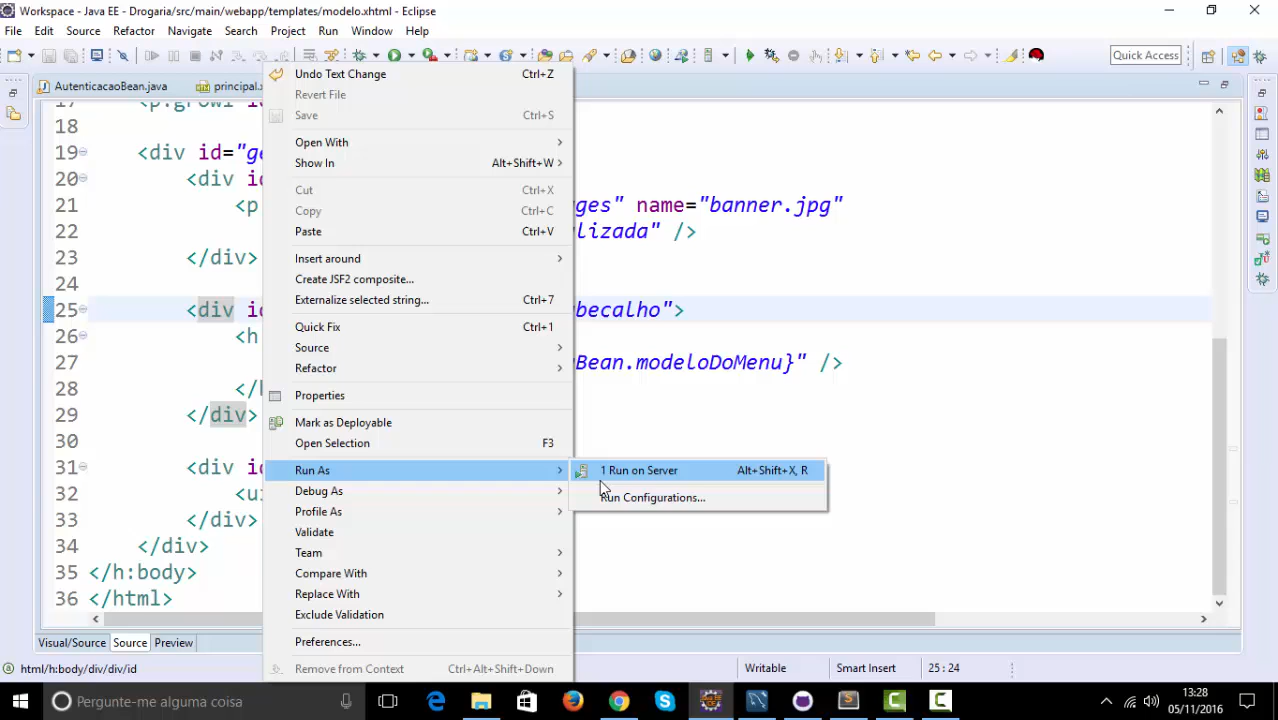 Workspace - Java EE - Drogaria/src/main/webapp/templates/modelo.xhtml - Eclipse
File Edit Source Refactor Navigate Search Project Run Window Help
Quick Access
AutenticacaoBean.java principal.x
17 <p:growl i
18
19 <div id="ge
20 <div id
21 <p ges" name="banner.jpg"
22 lizada" />
23 </div>
24
25 <div id becalho">
26 <h
27 Bean.modeloDoMenu}" />
28 </h
29 </div>
30
31 <div id
32 <u
33 </div>
34 </div>
35 </h:body>
36 </html>
Undo Text Change Ctrl+Z
Revert File
Save Ctrl+S
Open With
Show In Alt+Shift+W
Cut Ctrl+X
Copy Ctrl+C
Paste Ctrl+V
Insert around
Create JSF2 composite...
Externalize selected string... Ctrl+7
Quick Fix Ctrl+1
Source
Refactor
Properties
Mark as Deployable
Open Selection F3
Run As
Debug As
Profile As
Validate
Team
Compare With
Replace With
Exclude Validation
Preferences...
Remove from Context Ctrl+Alt+Shift+Down
1 Run on Server Alt+Shift+X, R
Run Configurations...
Visual/Source Source Preview
html/h:body/div/div/id Writable Smart Insert 25 : 24
Pergunte-me alguma coisa
13:28
05/11/2016